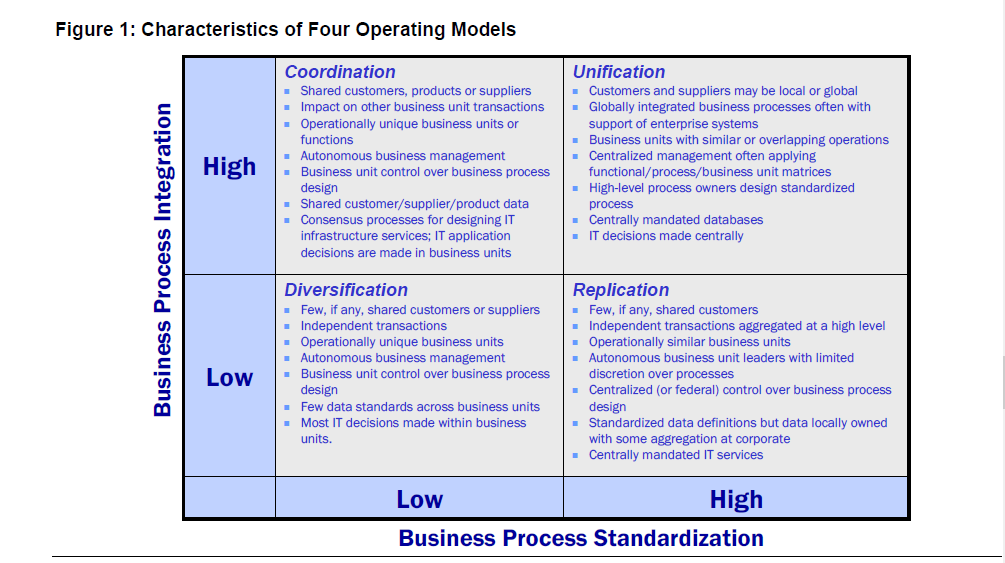 Figure 1: Characteristics of Four Operating Models
Business Process Integration
High
Coordination
▪ Shared customers, products or suppliers
▪ Impact on other business unit transactions
▪ Operationally unique business units or
functions
▪ Autonomous business management
▪ Business unit control over business process
design
▪ Shared customer/supplier/product data
▪ Consensus processes for designing IT
infrastructure services; IT application
decisions are made in business units
Unification
▪ Customers and suppliers may be local or global
▪ Globally integrated business processes often with
support of enterprise systems
▪ Business units with similar or overlapping operations
▪ Centralized management often applying
functional/process/business unit matrices
▪ High-level process owners design standardized
process
▪ Centrally mandated databases
▪ IT decisions made centrally
Low
Diversification
▪ Few, if any, shared customers or suppliers
▪ Independent transactions
▪ Operationally unique business units
▪ Autonomous business management
▪ Business unit control over business process
design
▪ Few data standards across business units
▪ Most IT decisions made within business
units.
Replication
▪ Few, if any, shared customers
▪ Independent transactions aggregated at a high level
▪ Operationally similar business units
▪ Autonomous business unit leaders with limited
discretion over processes
▪ Centralized (or federal) control over business process
design
▪ Standardized data definitions but data locally owned
with some aggregation at corporate
▪ Centrally mandated IT services
Low
High
Business Process Standardization